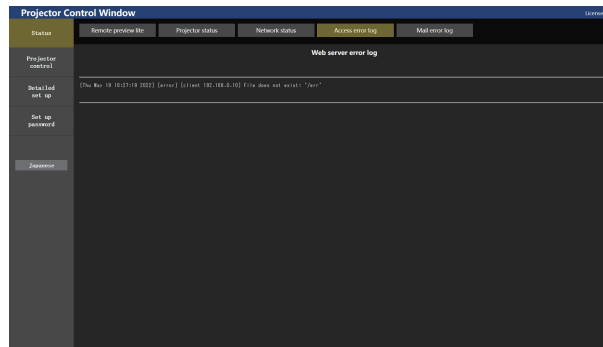 Projector Control Window
License
Status
Remote preview lite
Projector status
Network status
Access error log
Mail error log
Web server error log
Projector
control
[Thu May 19 10:27:19 2022] [error] [client 192.168.0.10] File does not exist: "/err"
Detailed
set up
Set up
password
Japanese